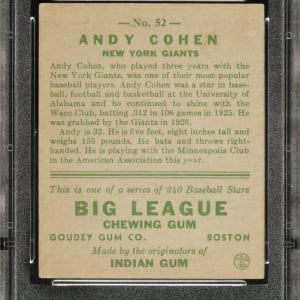 — No. 52 —
ANDY COHEN
NEW YORK GIANTS
Andy Cohen, who played three years with the
New York Giants, was one of their most popular
baseball players. Andy Cohen was a star in base-
ball, football and basketball at the University of
Alabama and he continued to shine with the
Waco Club, batting .312 in 106 games in 1925. He
was grabbed by the Giants in 1926.
Andy is 32. He is five feet, eight inches tall and
weighs 155 pounds. He bats and throws right-
handed. He is playing with the Minneapolis Club
in the American Association this year.
This is one of a series of 240 Baseball Stars
BIG LEAGUE
CHEWING GUM
GOUDEY GUM CO. BOSTON
Made by the originators of
INDIAN GUM